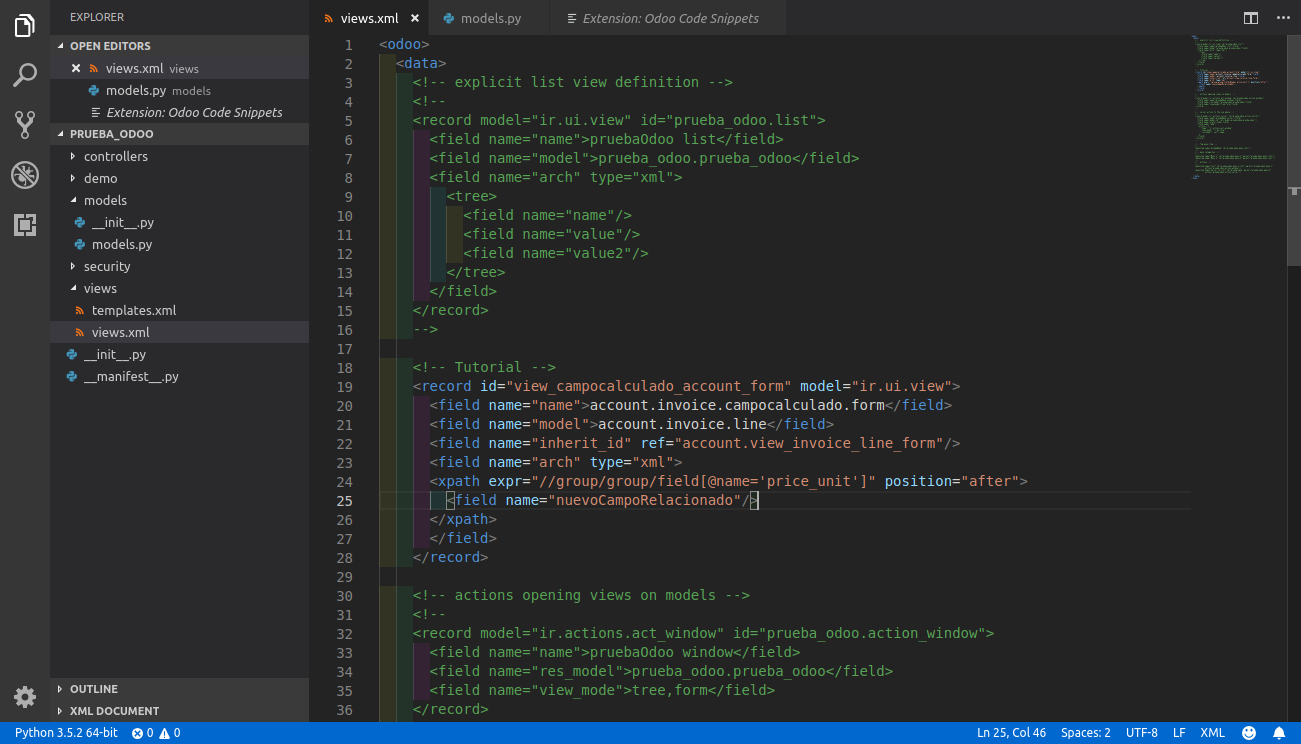 EXPLORER
OPEN EDITORS
views.xml views
models.py models
Extension: Odoo Code Snippets
PRUEBA_ODOO
controllers
demo
models
__init__.py
models.py
security
views
templates.xml
views.xml
__init__.py
__manifest__.py
OUTLINE
XML DOCUMENT
views.xml
models.py
Extension: Odoo Code Snippets
1 <odoo>
2 <data>
3 <!-- explicit list view definition -->
4 <!--
5 <record model="ir.ui.view" id="prueba_odoo.list">
6 <field name="name">pruebaOdoo list</field>
7 <field name="model">prueba_odoo.prueba_odoo</field>
8 <field name="arch" type="xml">
9 <tree>
10 <field name="name"/>
11 <field name="value"/>
12 <field name="value2"/>
13 </tree>
14 </field>
15 </record>
16 -->
17
18 <!-- Tutorial -->
19 <record id="view_campocalculado_account_form" model="ir.ui.view">
20 <field name="name">account.invoice.campocalculado.form</field>
21 <field name="model">account.invoice.line</field>
22 <field name="inherit_id" ref="account.view_invoice_line_form"/>
23 <field name="arch" type="xml">
24 <xpath expr="//group/group/field[@name='price_unit']" position="after">
25 <field name="nuevoCampoRelacionado"/>
26 </xpath>
27 </field>
28 </record>
29
30 <!-- actions opening views on models -->
31 <!--
32 <record model="ir.actions.act_window" id="prueba_odoo.action_window">
33 <field name="name">pruebaOdoo window</field>
34 <field name="res_model">prueba_odoo.prueba_odoo</field>
35 <field name="view_mode">tree,form</field>
36 </record>
Python 3.5.2 64-bit 0 0 Ln 25, Col 46 Spaces: 2 UTF-8 LF XML